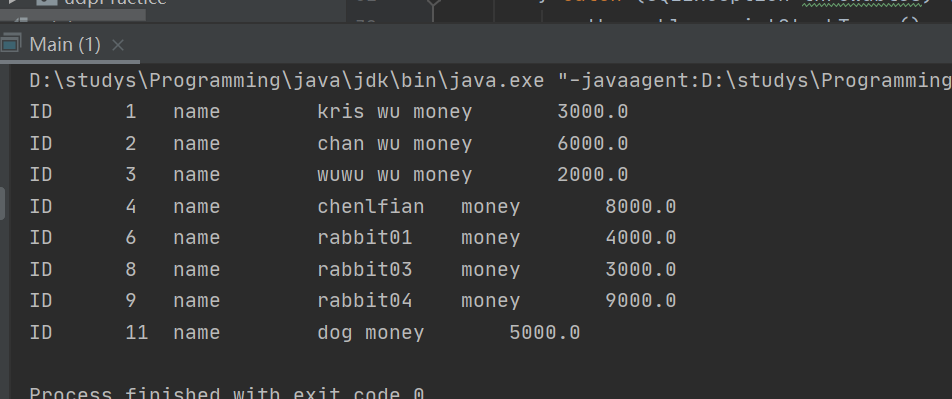 Main (1)
D:\studys\Programming\java\jdk\bin\java.exe "-javaagent:D:\studys\Programming
ID 1 name kris wu money 3000.0
ID 2 name chan wu money 6000.0
ID 3 name wuwu wu money 2000.0
ID 4 name chenlfian money 8000.0
ID 6 name rabbit01 money 4000.0
ID 8 name rabbit03 money 3000.0
ID 9 name rabbit04 money 9000.0
ID 11 name dog money 5000.0
Process finished with exit code 0